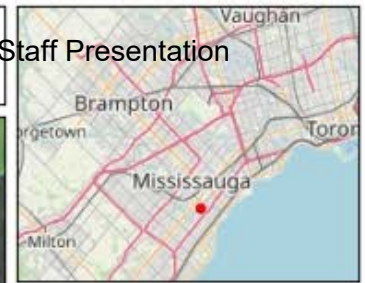 Vaughan
Staff Presentation
Brampton
rgetown
Toron
Mississauga
Milton